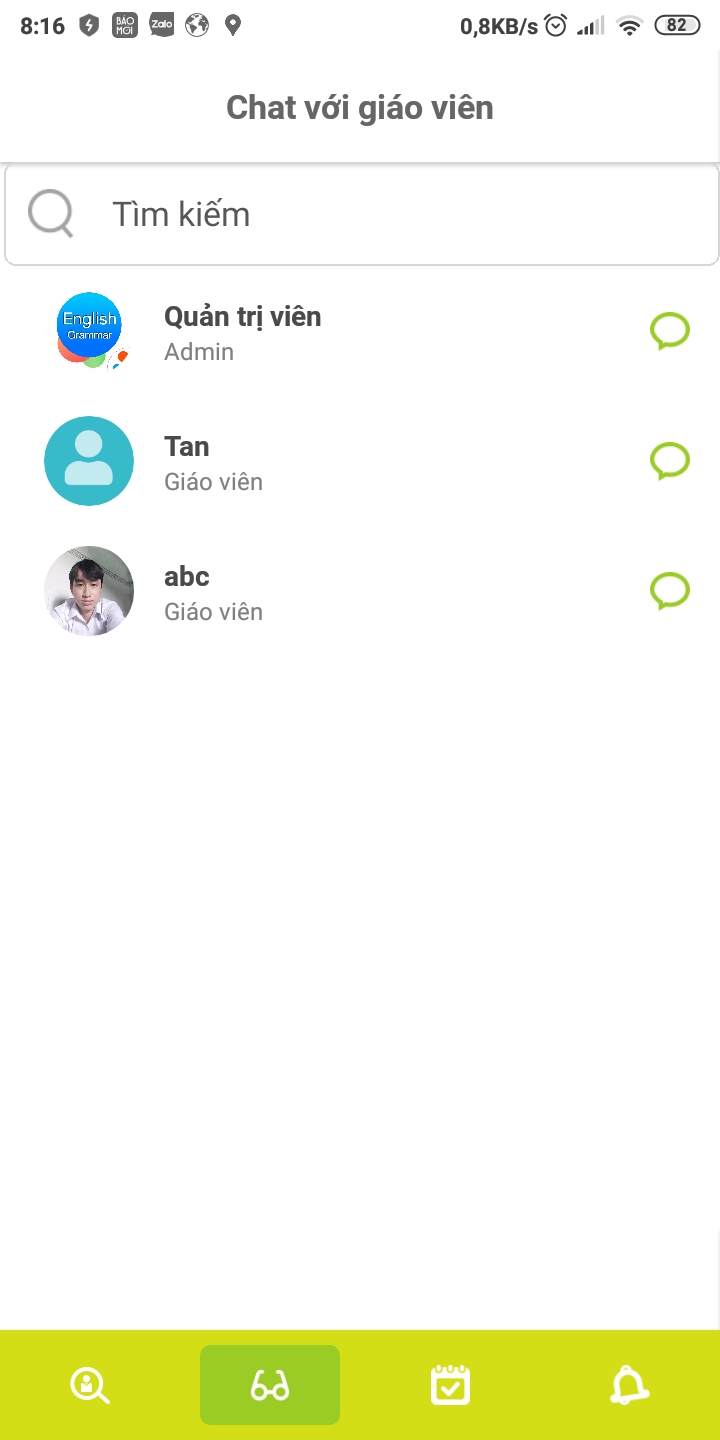 8:16 BÁO MỚI Zalo 0,8KB/s 82
Chat với giáo viên
Tìm kiếm
English
Grammar
Quản trị viên
Admin
Tan
Giáo viên
abc
Giáo viên